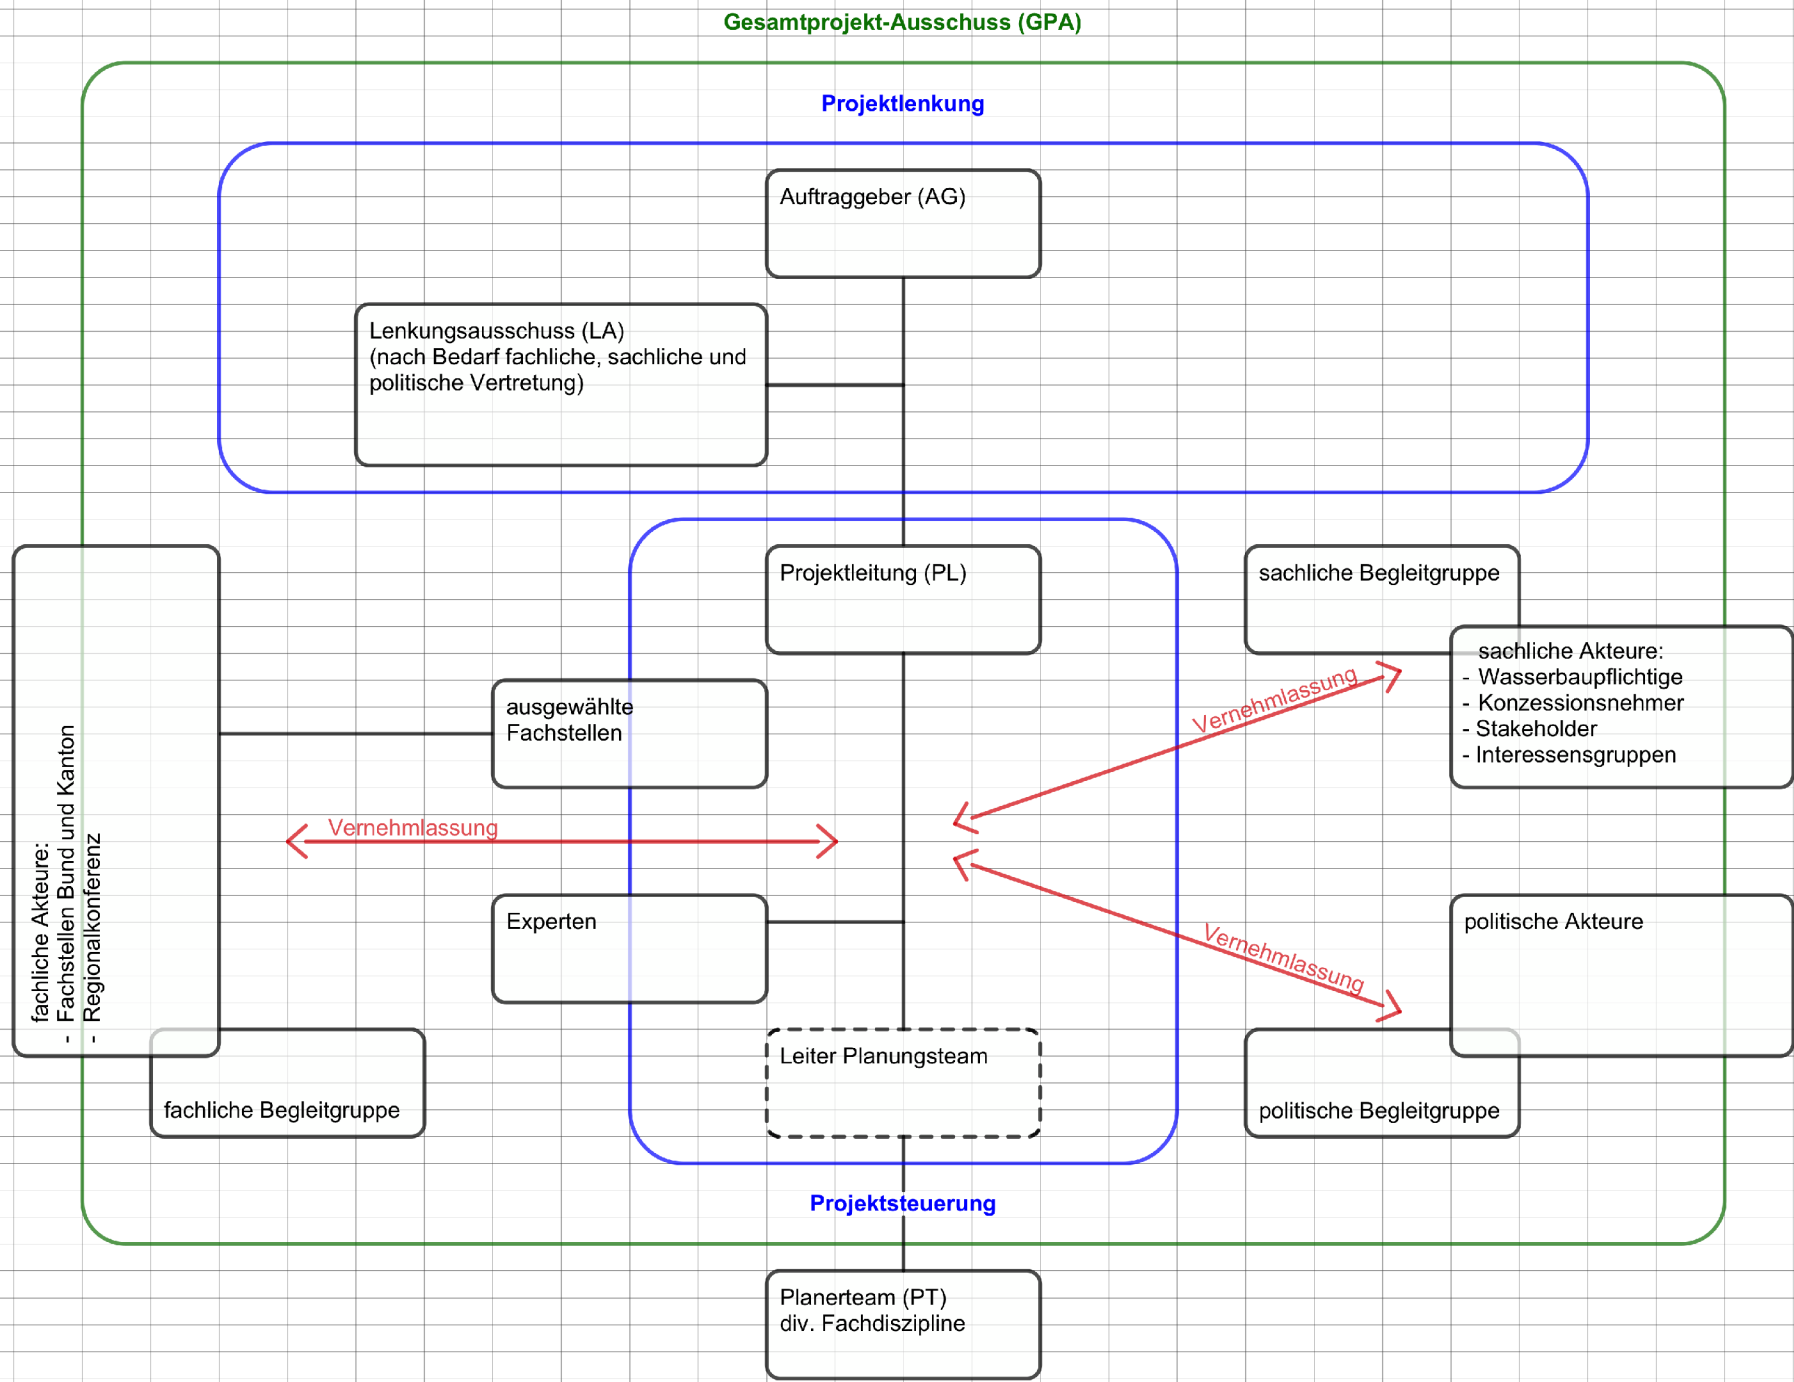 Gesamtprojekt-Ausschuss (GPA)
Projektlenkung
Auftraggeber (AG)
Lenkungsausschuss (LA)
(nach Bedarf fachliche, sachliche und
politische Vertretung)
Projektleitung (PL)
sachliche Begleitgruppe
sachliche Akteure:
- Wasserbaupflichtige
- Konzessionsnehmer
- Stakeholder
- Interessensgruppen
ausgewählte
Fachstellen
Vernehmlassung
Vernehmlassung
fachliche Akteure:
- Fachstellen Bund und Kanton
- Regionalkonferenz
Experten
Vernehmlassung
politische Akteure
Leiter Planungsteam
fachliche Begleitgruppe
politische Begleitgruppe
Projektsteuerung
Planerteam (PT)
div. Fachdiszipline